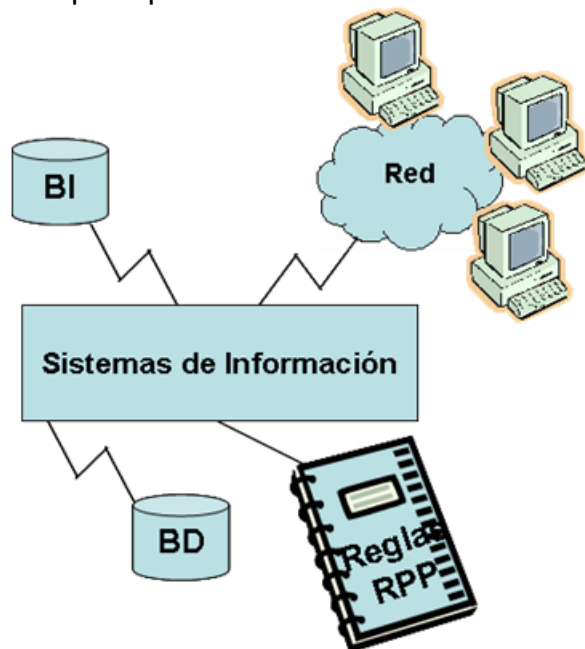 BI
Red
Sistemas de Información
BD
Reglas
RPP